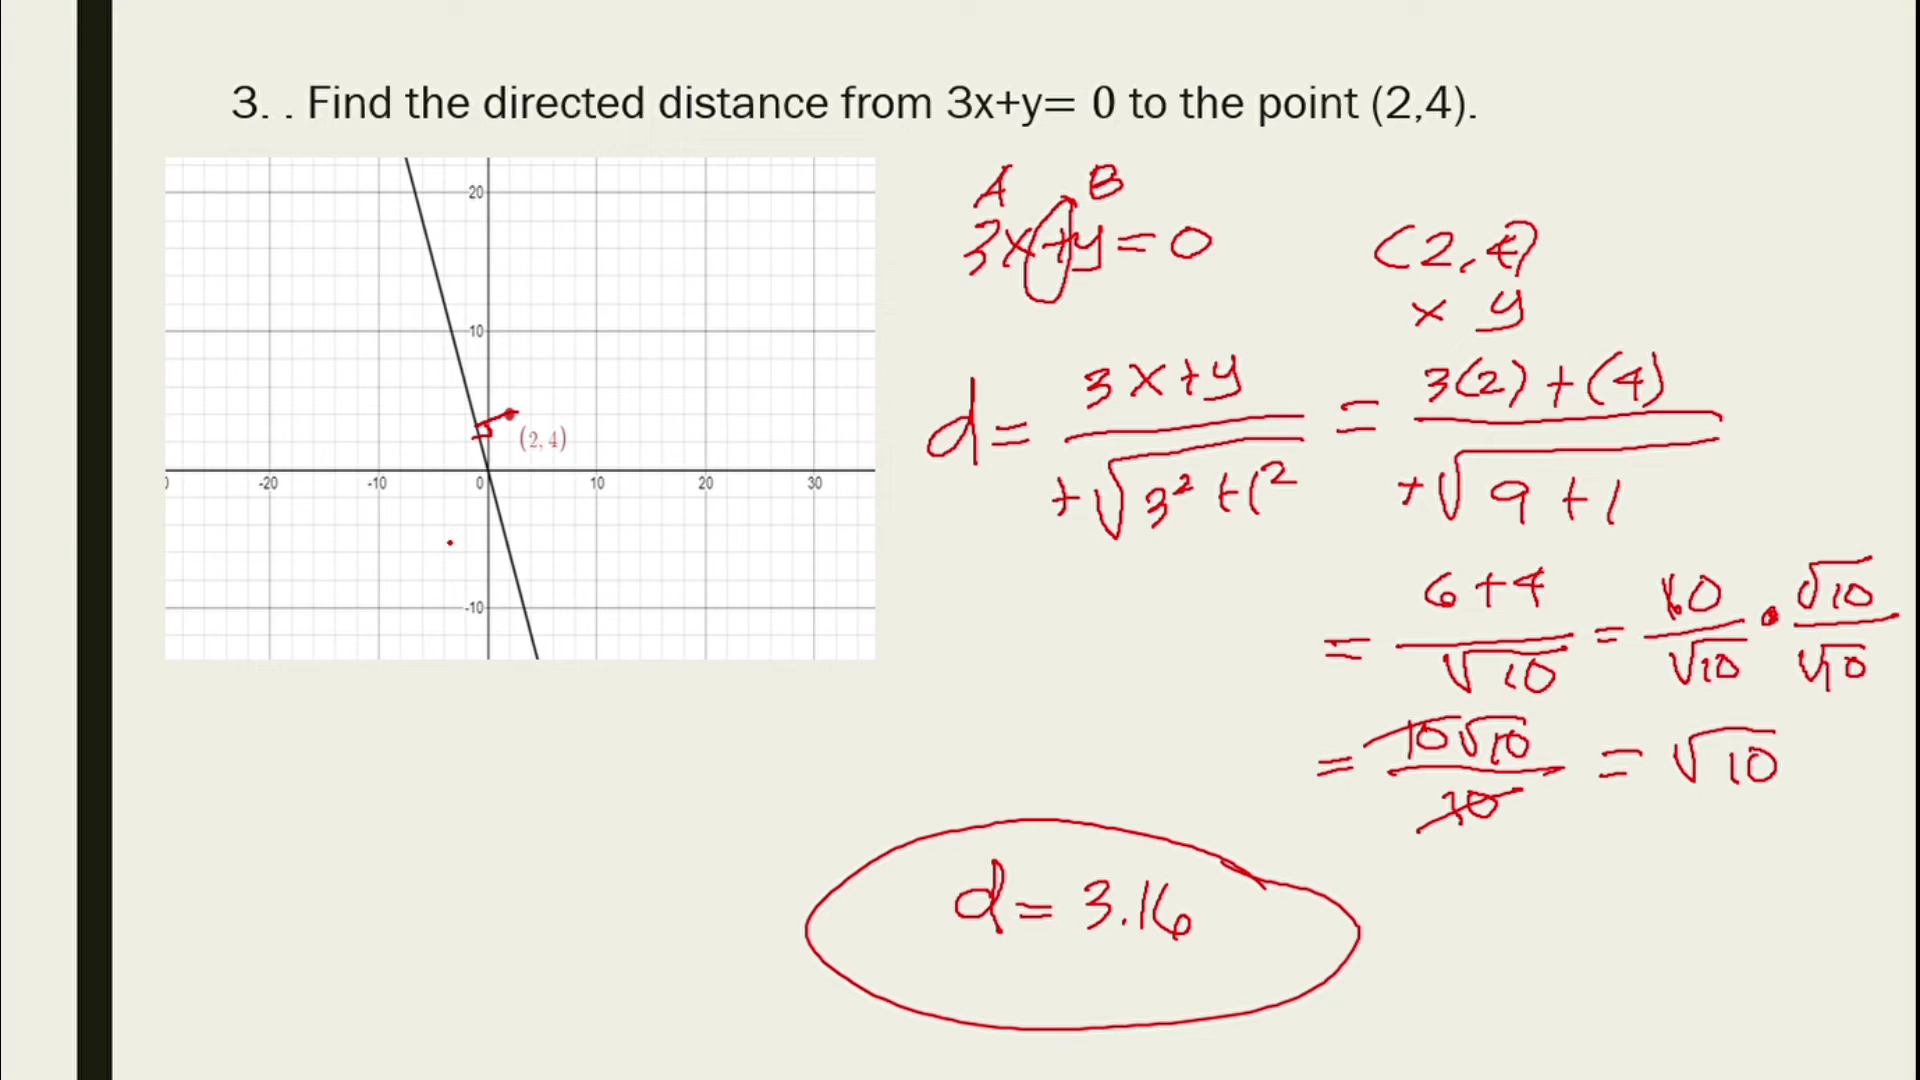 3. . Find the directed distance from 3x+y= 0 to the point (2,4).
20
10
(2, 4)
-20 -10 0 10 20 30
-10
A B
3x+y=0
(2,4)
x y
d = 3x+y / +√3² +1² = 3(2)+(4) / +√9+1
= 6+4 / √10 = 10 / √10 • √10 / √10
= 10√10 / 10 = √10
d = 3.16